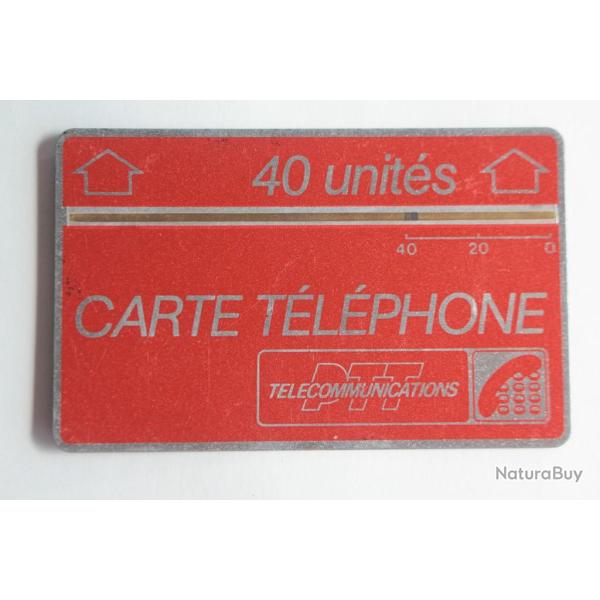 40 unités
40 20 0
CARTE TÉLÉPHONE
PTT
TELECOMMUNICATIONS
NaturaBuy